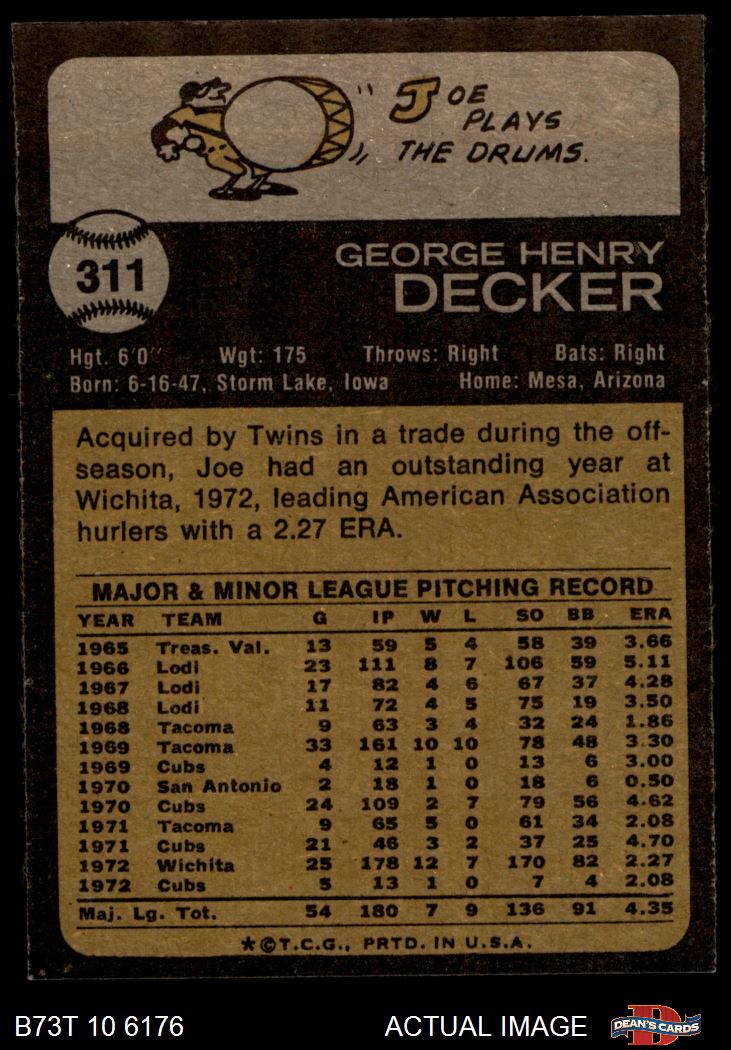 "JOE
PLAYS
THE DRUMS."
311
GEORGE HENRY
DECKER
Hgt. 6'0" Wgt: 175 Throws: Right Bats: Right
Born: 6-16-47, Storm Lake, Iowa Home: Mesa, Arizona
Acquired by Twins in a trade during the off-
season, Joe had an outstanding year at
Wichita, 1972, leading American Association
hurlers with a 2.27 ERA.
MAJOR & MINOR LEAGUE PITCHING RECORD
YEAR TEAM G IP W L SO BB ERA
1965 Treas. Val. 13 59 5 4 58 39 3.66
1966 Lodi 23 111 8 7 106 59 5.11
1967 Lodi 17 82 4 6 67 37 4.28
1968 Lodi 11 72 4 5 75 19 3.50
1968 Tacoma 9 63 3 4 32 24 1.86
1969 Tacoma 33 161 10 10 78 48 3.30
1969 Cubs 4 12 1 0 13 6 3.00
1970 San Antonio 2 18 1 0 18 6 0.50
1970 Cubs 24 109 2 7 79 56 4.62
1971 Tacoma 9 65 5 0 61 34 2.08
1971 Cubs 21 46 3 2 37 25 4.70
1972 Wichita 25 178 12 7 170 82 2.27
1972 Cubs 5 13 1 0 7 4 2.08
Maj. Lg. Tot. 54 180 7 9 136 91 4.35
★©T.C.G., PRTD. IN U.S.A.
B73T 10 6176 ACTUAL IMAGE D DEAN'S CARDS